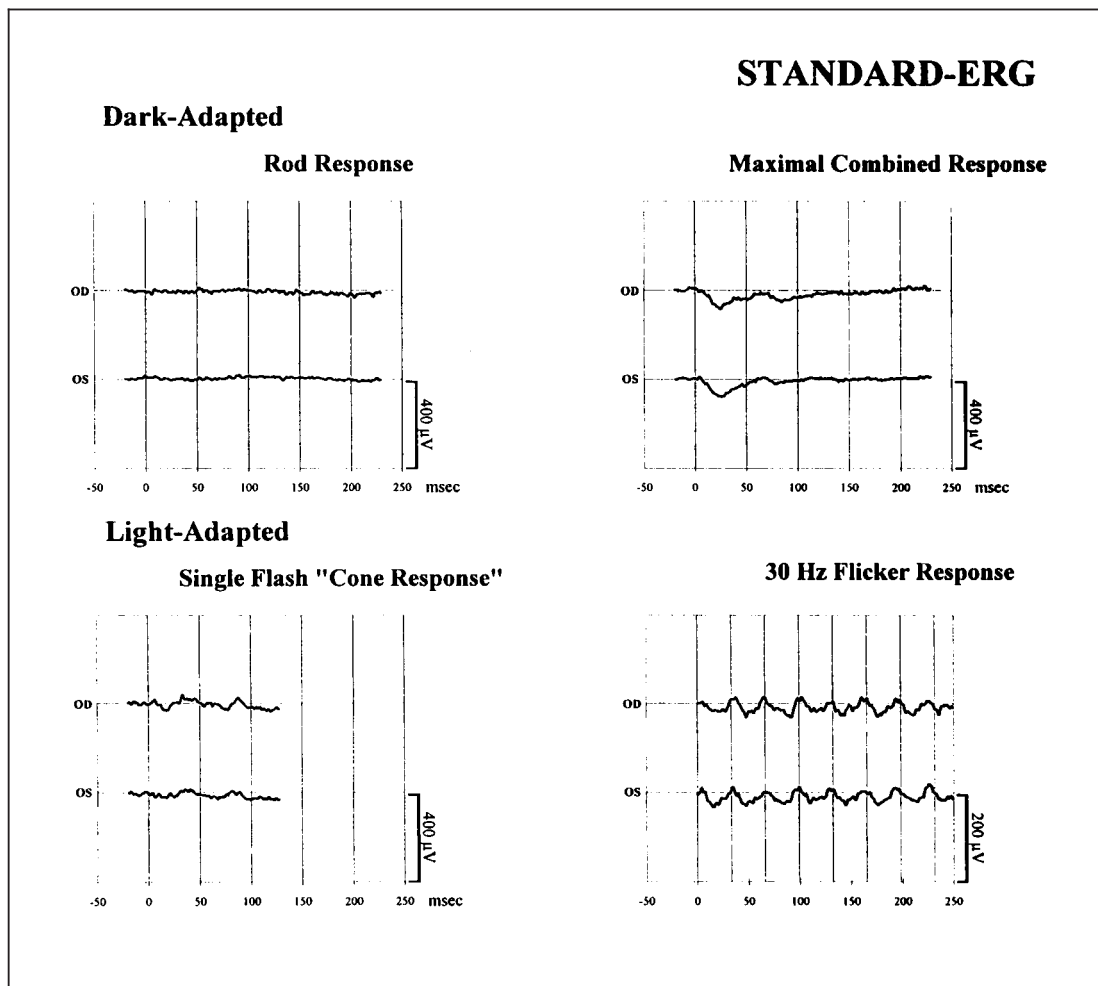 STANDARD-ERG
Dark-Adapted
Rod Response
Maximal Combined Response
OD
OS
400 μV
-50 0 50 100 150 200 250 msec
OD
OS
400 μV
-50 0 50 100 150 200 250 msec
Light-Adapted
Single Flash "Cone Response"
30 Hz Flicker Response
OD
OS
400 μV
-50 0 50 100 150 200 250 msec
OD
OS
200 μV
-50 0 50 100 150 200 250